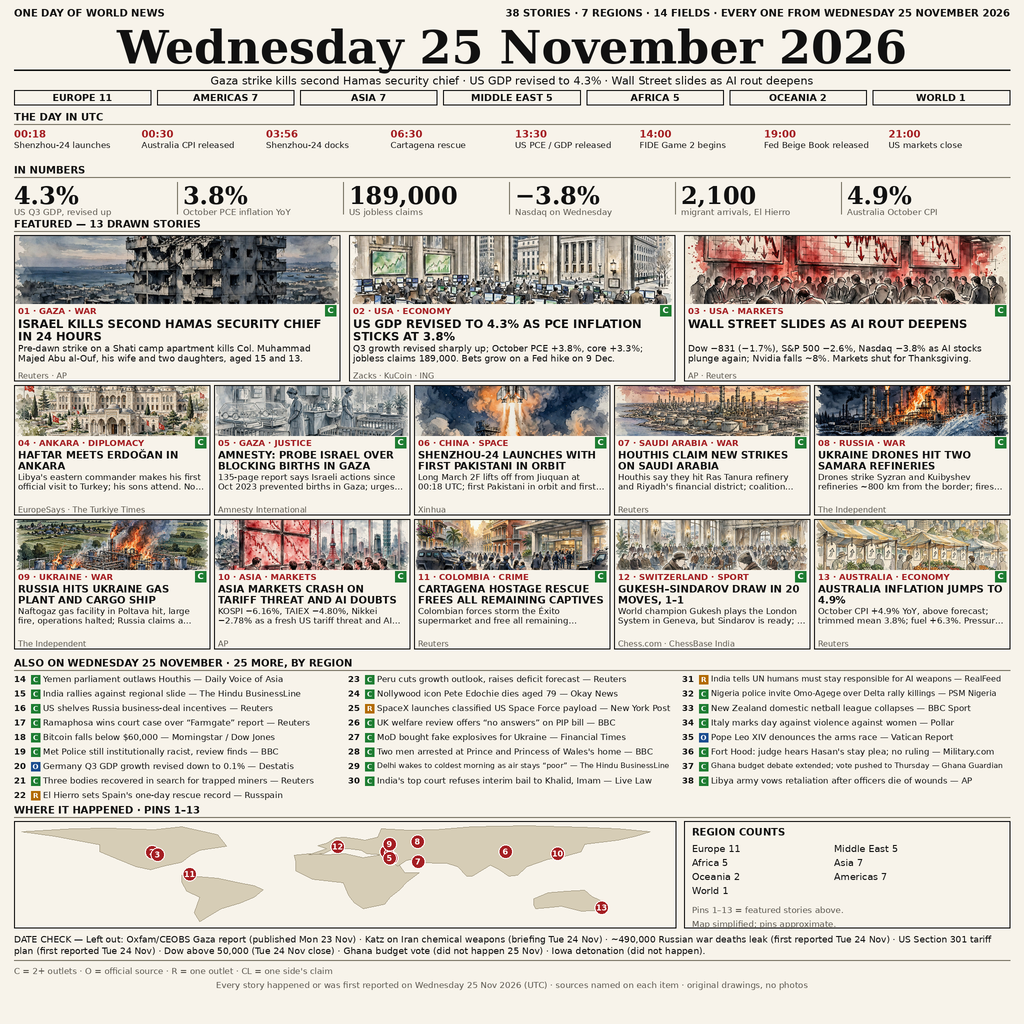 ONE DAY OF WORLD NEWS
38 STORIES · 7 REGIONS · 14 FIELDS · EVERY ONE FROM WEDNESDAY 25 NOVEMBER 2026
Wednesday 25 November 2026
Gaza strike kills second Hamas security chief · US GDP revised to 4.3% · Wall Street slides as AI rout deepens
EUROPE 11
AMERICAS 7
ASIA 7
MIDDLE EAST 5
AFRICA 5
OCEANIA 2
WORLD 1
THE DAY IN UTC
00:18
Shenzhou-24 launches
00:30
Australia CPI released
03:56
Shenzhou-24 docks
06:30
Cartagena rescue
13:30
US PCE / GDP released
14:00
FIDE Game 2 begins
19:00
Fed Beige Book released
21:00
US markets close
IN NUMBERS
4.3%
US Q3 GDP, revised up
3.8%
October PCE inflation YoY
189,000
US jobless claims
−3.8%
Nasdaq on Wednesday
2,100
migrant arrivals, El Hierro
4.9%
Australia October CPI
FEATURED — 13 DRAWN STORIES
01 · GAZA · WAR
C
ISRAEL KILLS SECOND HAMAS SECURITY CHIEF
IN 24 HOURS
Pre-dawn strike on a Shati camp apartment kills Col. Muhammad
Majed Abu al-Ouf, his wife and two daughters, aged 15 and 13.
Reuters · AP
02 · USA · ECONOMY
C
US GDP REVISED TO 4.3% AS PCE INFLATION
STICKS AT 3.8%
Q3 growth revised sharply up; October PCE +3.8%, core +3.3%;
jobless claims 189,000. Bets grow on a Fed hike on 9 Dec.
Zacks · KuCoin · ING
03 · USA · MARKETS
C
WALL STREET SLIDES AS AI ROUT DEEPENS
Dow −831 (−1.7%), S&P 500 −2.6%, Nasdaq −3.8% as AI stocks
plunge again; Nvidia falls ~8%. Markets shut for Thanksgiving.
AP · Reuters
04 · ANKARA · DIPLOMACY
C
HAFTAR MEETS ERDOĞAN IN
ANKARA
Libya's eastern commander makes his first
official visit to Turkey; his sons attend. No...
EuropeSays · The Turkiye Times
05 · GAZA · JUSTICE
C
AMNESTY: PROBE ISRAEL OVER
BLOCKING BIRTHS IN GAZA
135-page report says Israeli actions since
Oct 2023 prevented births in Gaza; urges...
Amnesty International
06 · CHINA · SPACE
C
SHENZHOU-24 LAUNCHES WITH
FIRST PAKISTANI IN ORBIT
Long March 2F lifts off from Jiuquan at
00:18 UTC; first Pakistani in orbit and first...
Xinhua
07 · SAUDI ARABIA · WAR
C
HOUTHIS CLAIM NEW STRIKES
ON SAUDI ARABIA
Houthis say they hit Ras Tanura refinery
and Riyadh's financial district; coalition...
Reuters
08 · RUSSIA · WAR
C
UKRAINE DRONES HIT TWO
SAMARA REFINERIES
Drones strike Syzran and Kuibyshev
refineries ~800 km from the border; fires...
The Independent
09 · UKRAINE · WAR
C
RUSSIA HITS UKRAINE GAS
PLANT AND CARGO SHIP
Naftogaz gas facility in Poltava hit, large
fire, operations halted; Russia claims a...
The Independent
10 · ASIA · MARKETS
C
ASIA MARKETS CRASH ON
TARIFF THREAT AND AI DOUBTS
KOSPI −6.16%, TAIEX −4.80%, Nikkei
−2.78% as a fresh US tariff threat and AI...
AP
11 · COLOMBIA · CRIME
C
CARTAGENA HOSTAGE RESCUE
FREES ALL REMAINING CAPTIVES
Colombian forces storm the Éxito
supermarket and free all remaining...
Reuters
12 · SWITZERLAND · SPORT
C
GUKESH–SINDAROV DRAW IN 20
MOVES, 1–1
World champion Gukesh plays the London
System in Geneva, but Sindarov is ready; ...
Chess.com · ChessBase India
13 · AUSTRALIA · ECONOMY
C
AUSTRALIA INFLATION JUMPS TO
4.9%
October CPI +4.9% YoY, above forecast;
trimmed mean 3.8%; fuel +6.3%. Pressur...
Reuters
ALSO ON WEDNESDAY 25 NOVEMBER · 25 MORE, BY REGION
14 C Yemen parliament outlaws Houthis — Daily Voice of Asia
15 C India rallies against regional slide — The Hindu BusinessLine
16 C US shelves Russia business-deal incentives — Reuters
17 C Ramaphosa wins court case over “Farmgate” report — Reuters
18 C Bitcoin falls below $60,000 — Morningstar / Dow Jones
19 C Met Police still institutionally racist, review finds — BBC
20 O Germany Q3 GDP growth revised down to 0.1% — Destatis
21 C Three bodies recovered in search for trapped miners — Reuters
22 R El Hierro sets Spain's one-day rescue record — Russpain
23 C Peru cuts growth outlook, raises deficit forecast — Reuters
24 C Nollywood icon Pete Edochie dies aged 79 — Okay News
25 R SpaceX launches classified US Space Force payload — New York Post
26 C UK welfare review offers “no answers” on PIP bill — BBC
27 C MoD bought fake explosives for Ukraine — Financial Times
28 C Two men arrested at Prince and Princess of Wales's home — BBC
29 C Delhi wakes to coldest morning as air stays “poor” — The Hindu BusinessLine
30 C India's top court refuses interim bail to Khalid, Imam — Live Law
31 R India tells UN humans must stay responsible for AI weapons — RealFeed
32 C Nigeria police invite Omo-Agege over Delta rally killings — PSM Nigeria
33 C New Zealand domestic netball league collapses — BBC Sport
34 C Italy marks day against violence against women — Pollar
35 O Pope Leo XIV denounces the arms race — Vatican Report
36 C Fort Hood: judge hears Hasan's stay plea; no ruling — Military.com
37 C Ghana budget debate extended; vote pushed to Thursday — Ghana Guardian
38 C Libya army vows retaliation after officers die of wounds — AP
WHERE IT HAPPENED · PINS 1–13
3
11
12
9
5
8
7
6
10
13
REGION COUNTS
Europe 11
Middle East 5
Africa 5
Asia 7
Oceania 2
Americas 7
World 1
Pins 1–13 = featured stories above.
Map simplified; pins approximate.
DATE CHECK — Left out: Oxfam/CEOBS Gaza report (published Mon 23 Nov) · Katz on Iran chemical weapons (briefing Tue 24 Nov) · ~490,000 Russian war deaths leak (first reported Tue 24 Nov) · US Section 301 tariff
plan (first reported Tue 24 Nov) · Dow above 50,000 (Tue 24 Nov close) · Ghana budget vote (did not happen 25 Nov) · Iowa detonation (did not happen).
C = 2+ outlets · O = official source · R = one outlet · CL = one side's claim
Every story happened or was first reported on Wednesday 25 Nov 2026 (UTC) · sources named on each item · original drawings, no photos